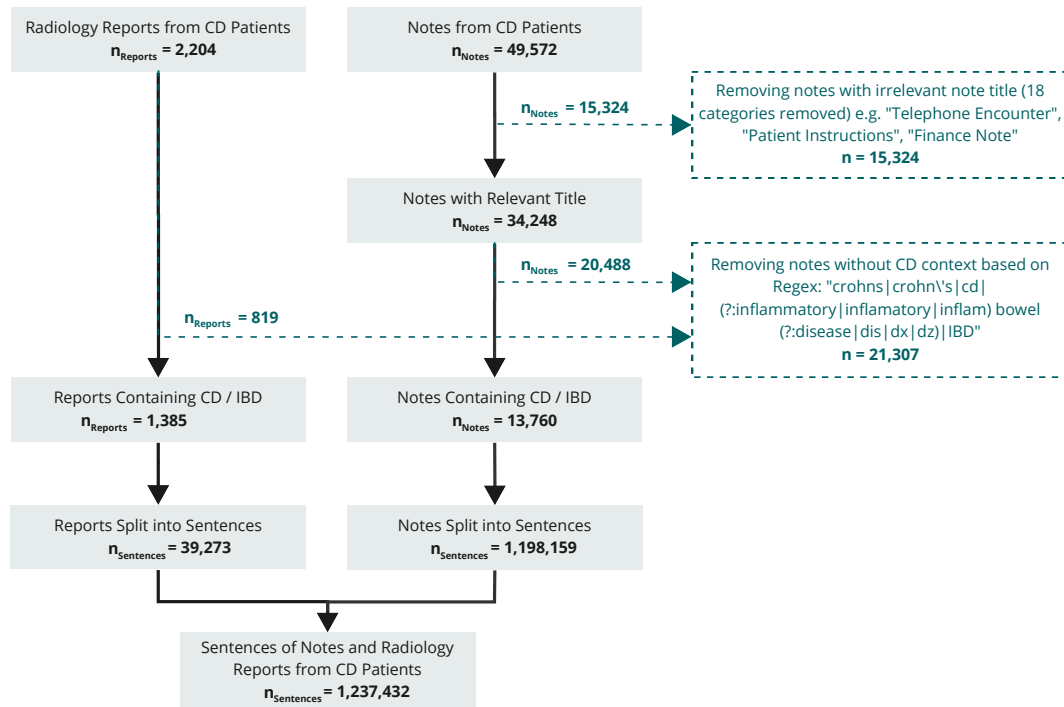 Radiology Reports from CD Patients
nReports = 2,204
Notes from CD Patients
nNotes = 49,572
nNotes = 15,324
Removing notes with irrelevant note title (18
categories removed) e.g. "Telephone Encounter",
"Patient Instructions", "Finance Note"
n = 15,324
Notes with Relevant Title
nNotes = 34,248
nNotes = 20,488
Removing notes without CD context based on
Regex: "crohns|crohn\'s|cd|
(?:inflammatory|inflamatory|inflam) bowel
(?:disease|dis|dx|dz)|IBD"
n = 21,307
nReports = 819
Reports Containing CD / IBD
nReports = 1,385
Notes Containing CD / IBD
nNotes = 13,760
Reports Split into Sentences
nSentences = 39,273
Notes Split into Sentences
nSentences = 1,198,159
Sentences of Notes and Radiology
Reports from CD Patients
nSentences = 1,237,432